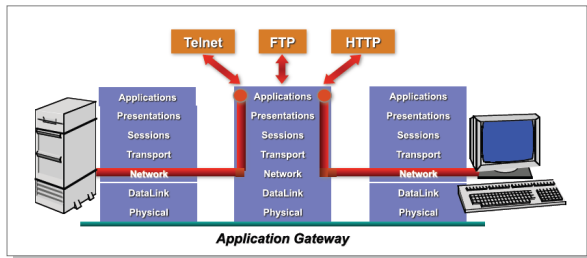 Telnet
FTP
HTTP
Applications
Presentations
Sessions
Transport
Network
DataLink
Physical
Applications
Presentations
Sessions
Transport
Network
DataLink
Physical
Applications
Presentations
Sessions
Transport
Network
DataLink
Physical
Application Gateway